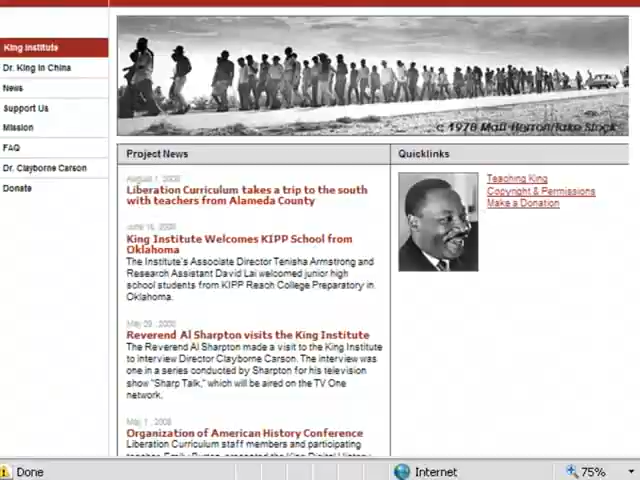 King Institute
Dr. King in China
News
Support Us
Mission
FAQ
Dr. Clayborne Carson
Donate
c 1978 Matt Herron/Take Stock
Project News
August 1, 2008
Liberation Curriculum takes a trip to the south
with teachers from Alameda County
2008
King Institute Welcomes KIPP School from
Oklahoma
The Institute's Associate Director Tenisha Armstrong and
Research Assistant David Lai welcomed junior high
school students from KIPP Reach College Preparatory in
Oklahoma.
May 29, 2008
Reverend Al Sharpton visits the King Institute
The Reverend Al Sharpton made a visit to the King Institute
to interview Director Clayborne Carson. The interview was
one in a series conducted by Sharpton for his television
show "Sharp Talk," which will be aired on the TV One
network.
May 1, 2008
Organization of American History Conference
Liberation Curriculum staff members and participating
Quicklinks
Teaching King
Copyright & Permissions
Make a Donation
Done
Internet
75%